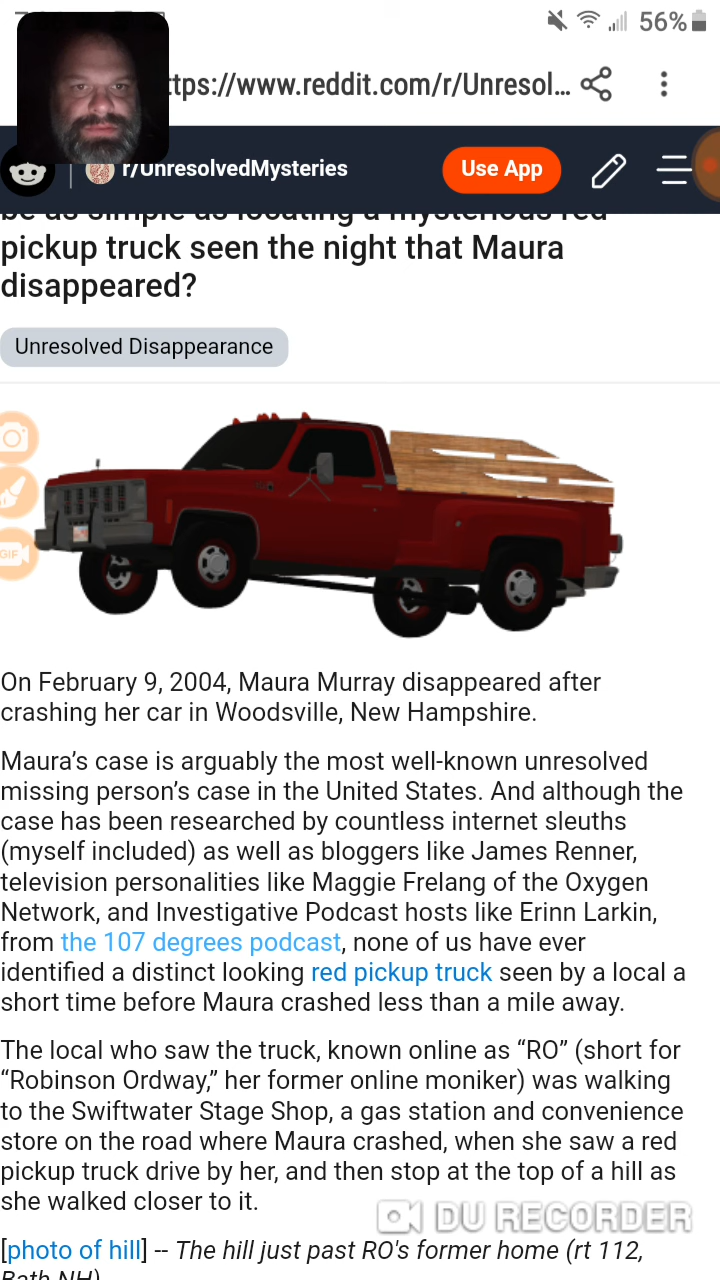 56%
ttps://www.reddit.com/r/Unresol...
r/UnresolvedMysteries
Use App
be as simple as locating a mysterious red
pickup truck seen the night that Maura
disappeared?
Unresolved Disappearance
GIF
On February 9, 2004, Maura Murray disappeared after
crashing her car in Woodsville, New Hampshire.
Maura’s case is arguably the most well-known unresolved
missing person’s case in the United States. And although the
case has been researched by countless internet sleuths
(myself included) as well as bloggers like James Renner,
television personalities like Maggie Frelang of the Oxygen
Network, and Investigative Podcast hosts like Erinn Larkin,
from the 107 degrees podcast, none of us have ever
identified a distinct looking red pickup truck seen by a local a
short time before Maura crashed less than a mile away.
The local who saw the truck, known online as “RO” (short for
“Robinson Ordway,” her former online moniker) was walking
to the Swiftwater Stage Shop, a gas station and convenience
store on the road where Maura crashed, when she saw a red
pickup truck drive by her, and then stop at the top of a hill as
she walked closer to it.
DU RECORDER
[photo of hill] -- The hill just past RO's former home (rt 112,
Bath NH)